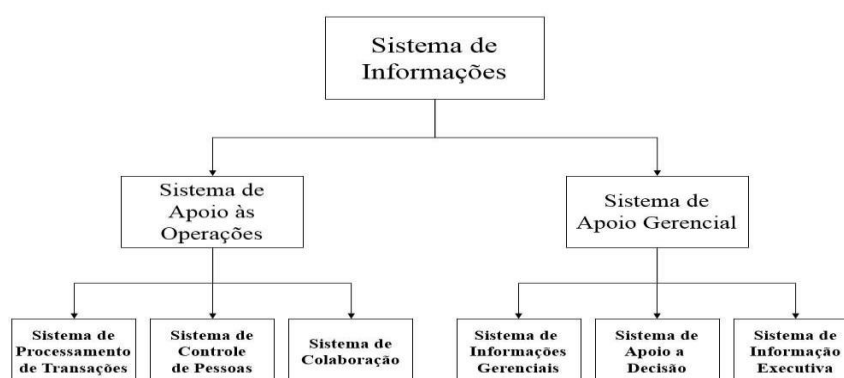 Sistema de
Informações
Sistema de
Apoio às
Operações
Sistema de
Apoio Gerencial
Sistema de
Processamento
de Transações
Sistema de
Controle
de Pessoas
Sistema de
Colaboração
Sistema de
Informações
Gerenciais
Sistema de
Apoio a
Decisão
Sistema de
Informação
Executiva